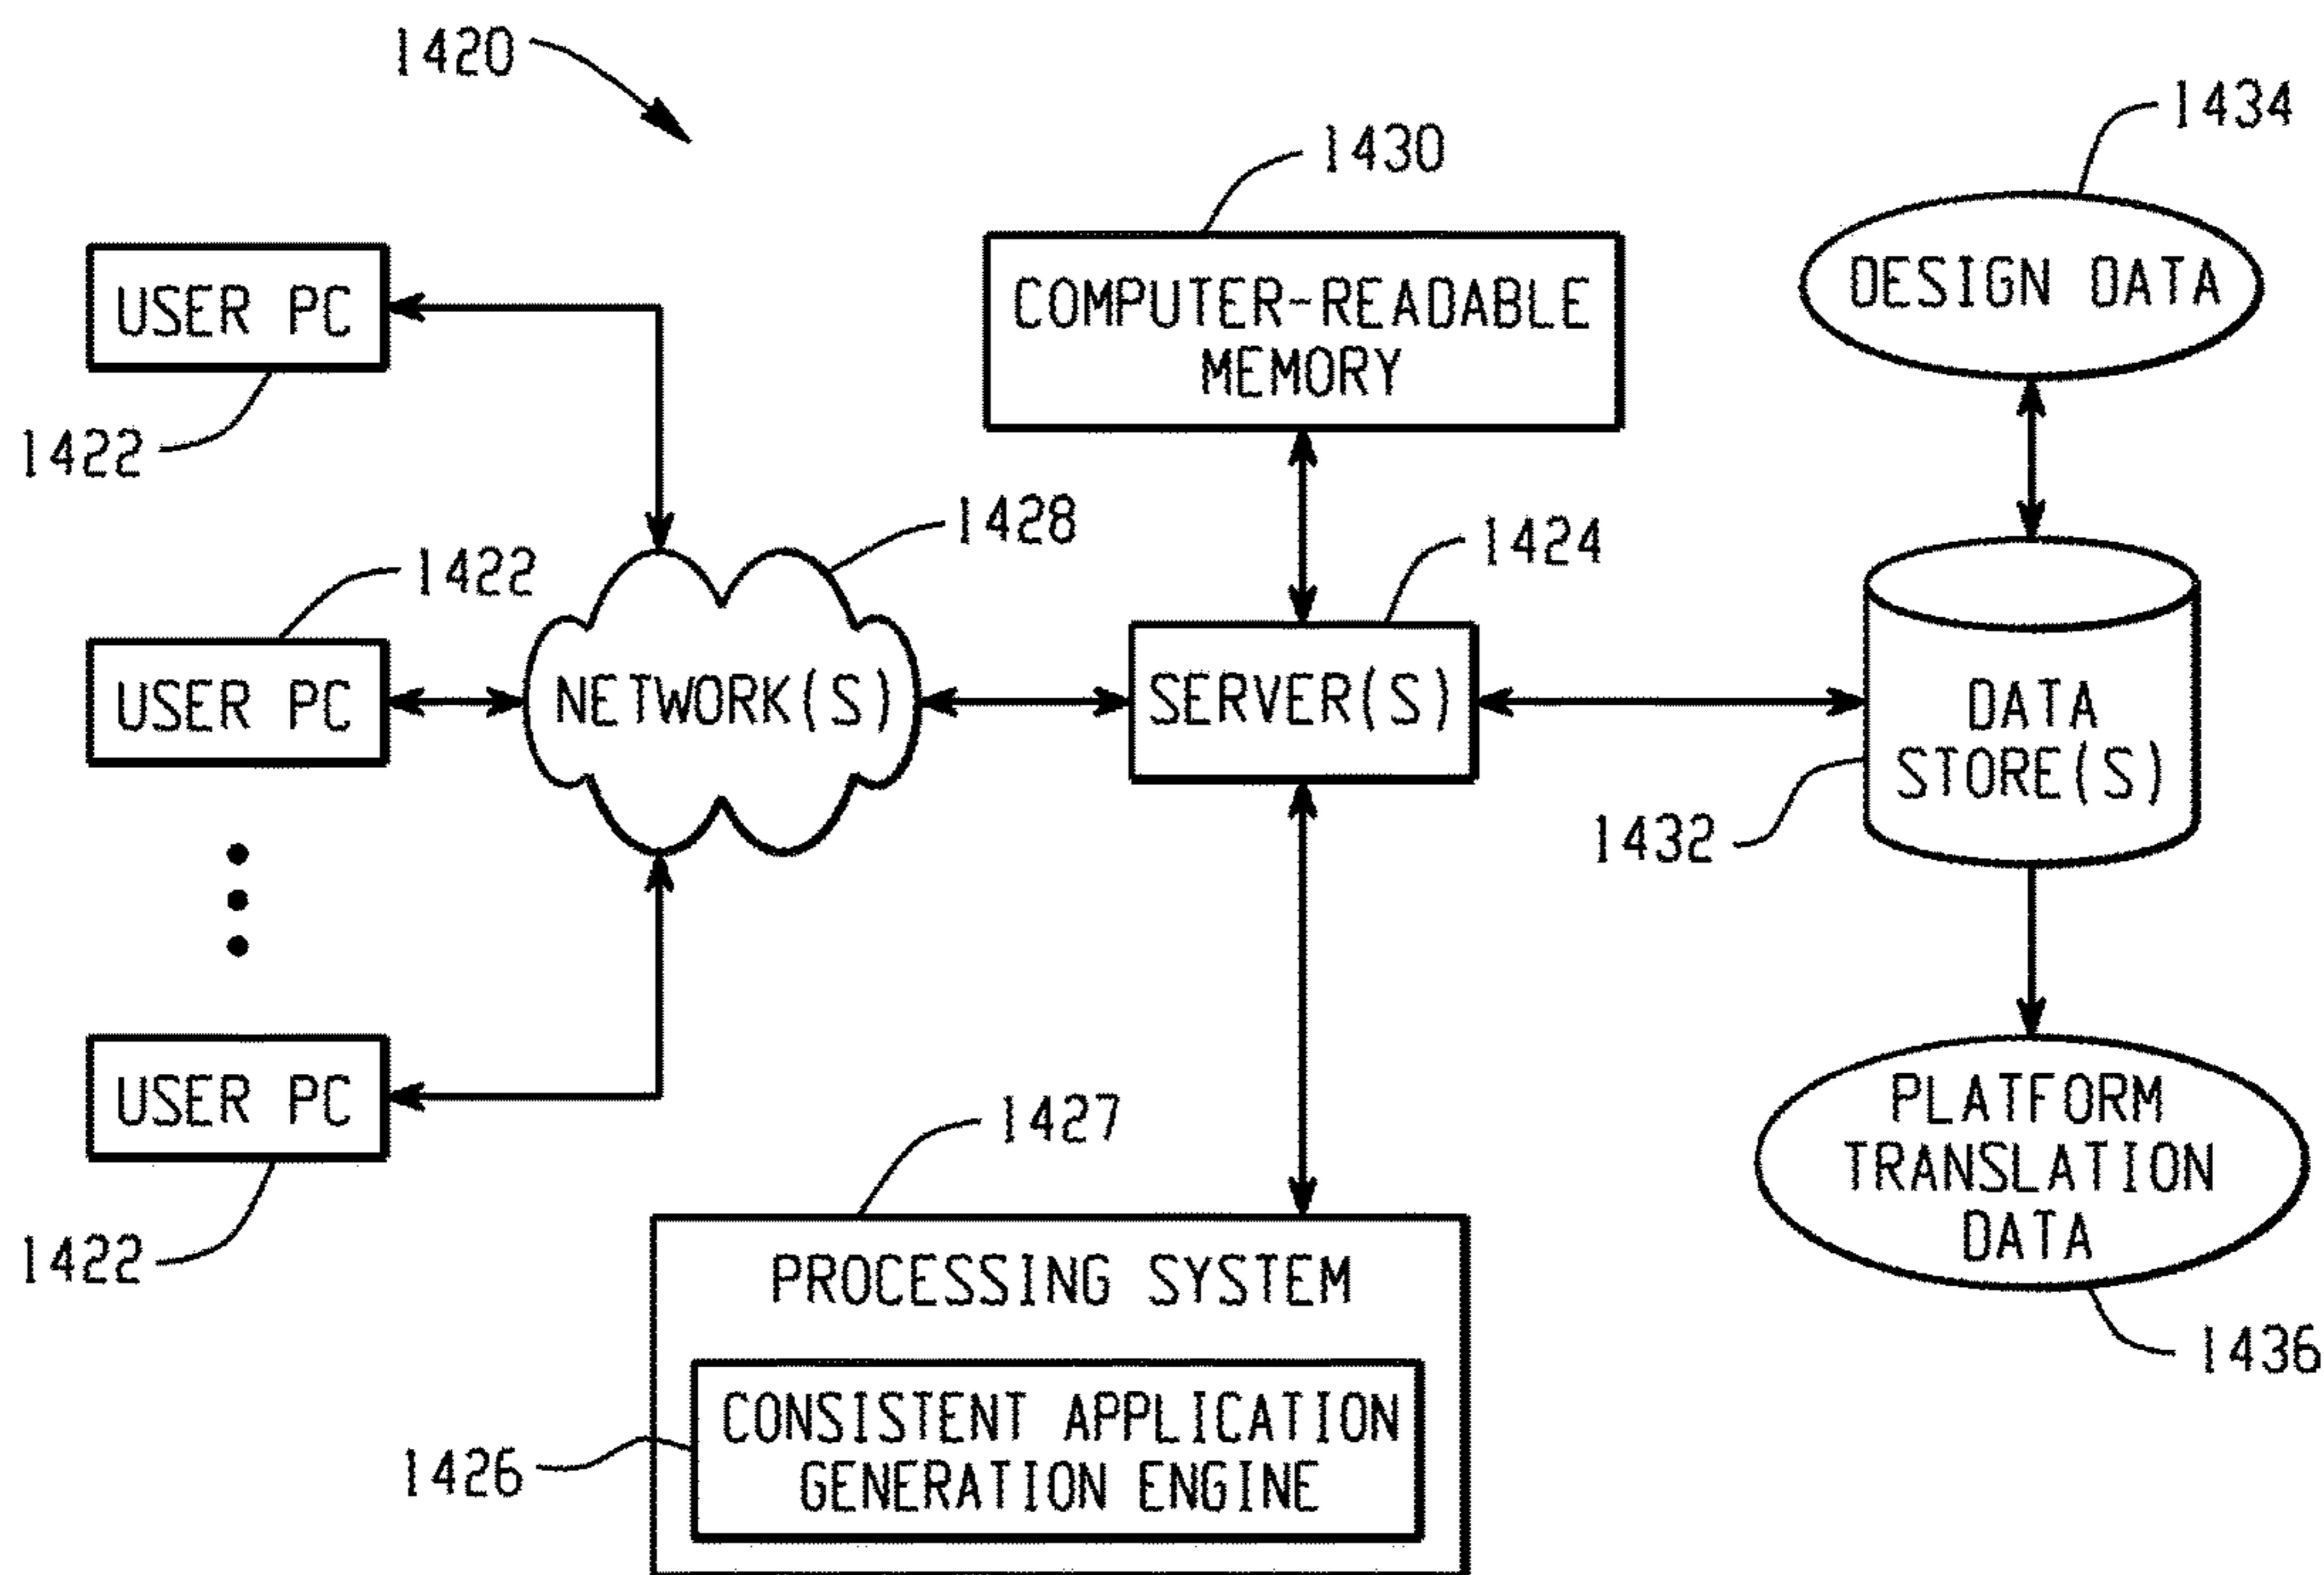 1420
1434
1430
USER PC
COMPUTER-READABLE
MEMORY
DESIGN DATA
1422
1428
1424
1422
USER PC
NETWORK(S)
SERVER(S)
DATA
STORE(S)
1432
USER PC
1427
PLATFORM
TRANSLATION
DATA
1422
PROCESSING SYSTEM
1436
CONSISTENT APPLICATION
GENERATION ENGINE
1426